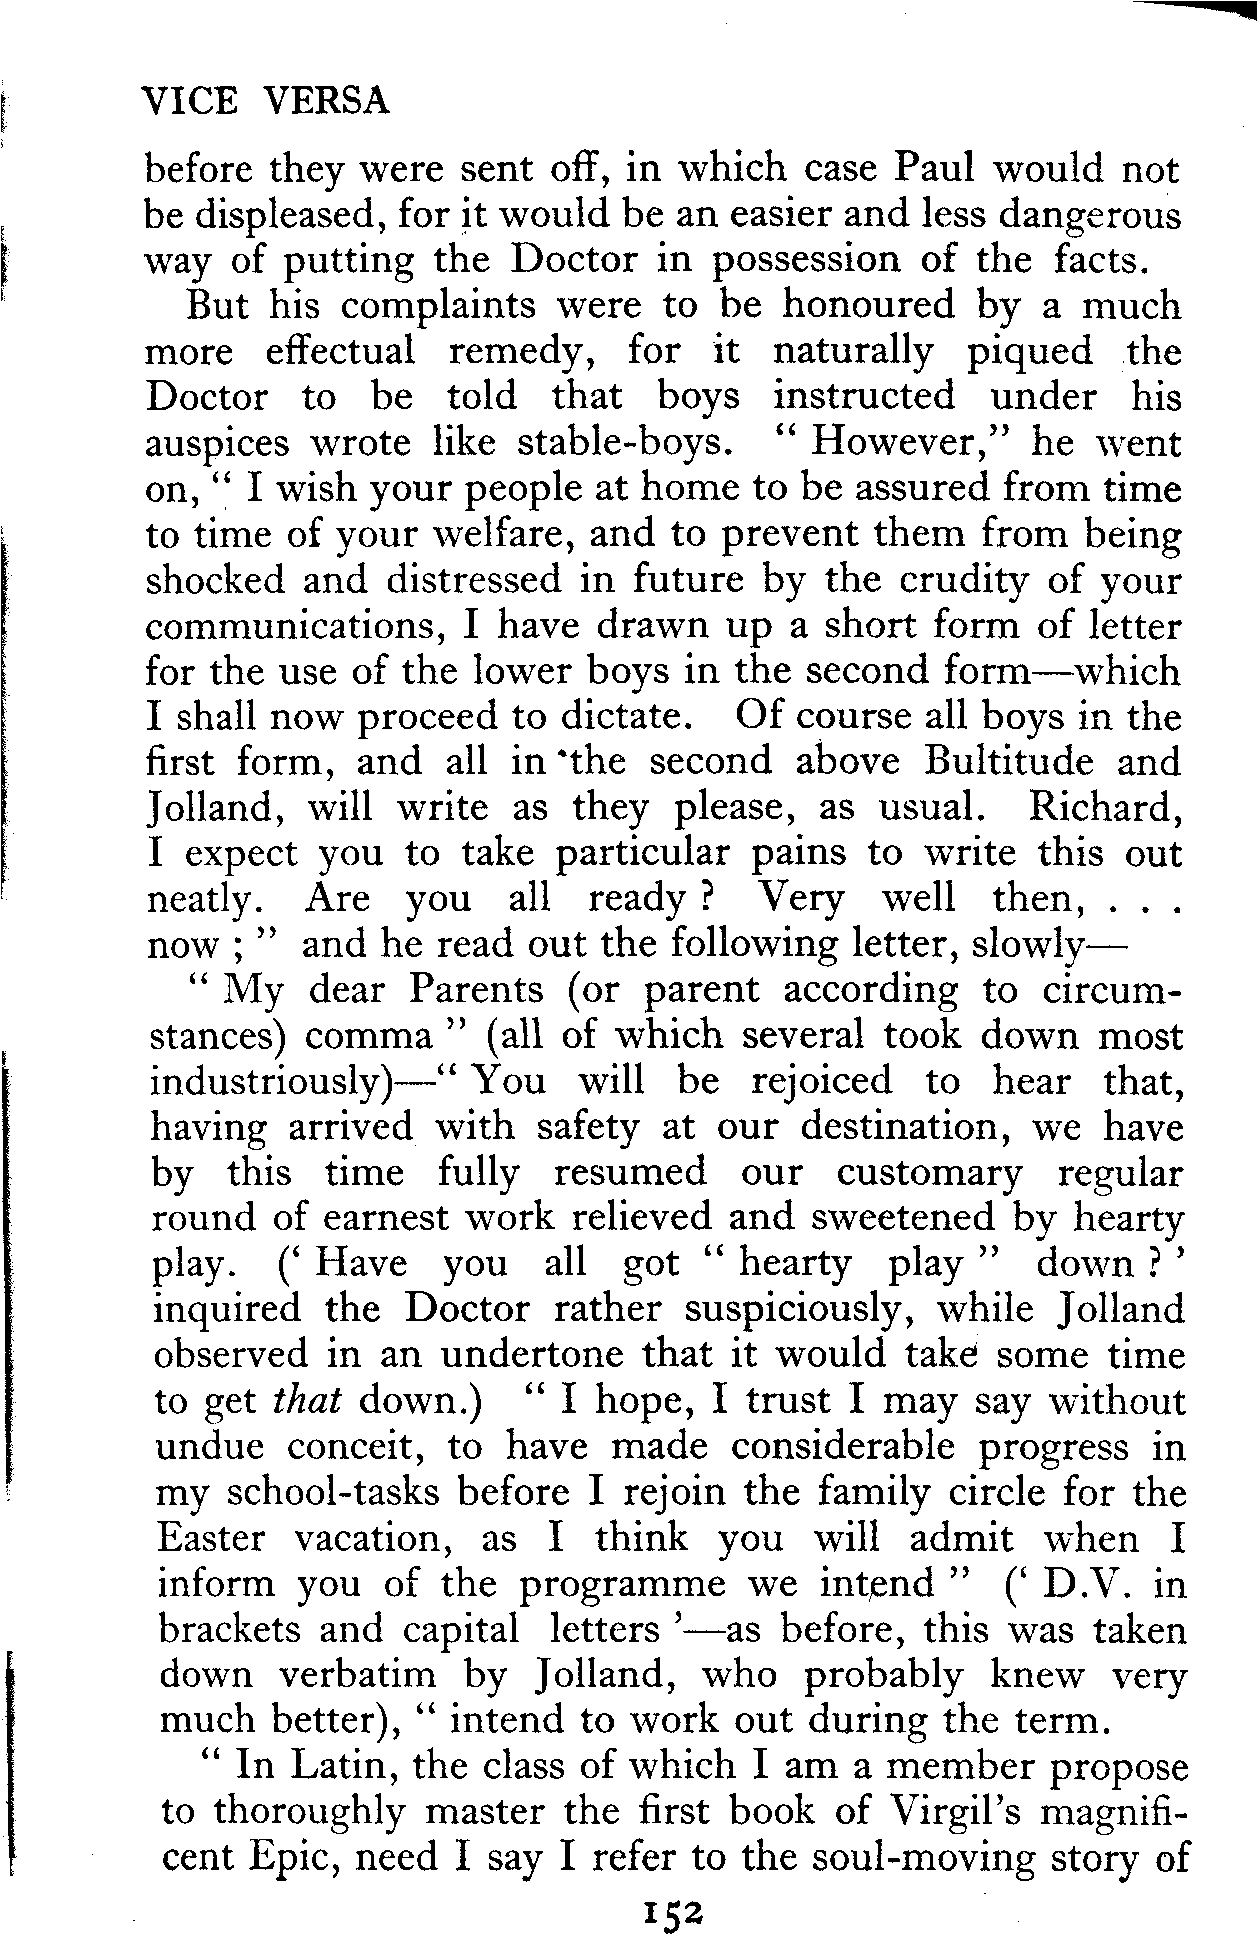 VICE VERSA
before they were sent off, in which case Paul would not
be displeased, for it would be an easier and less dangerous
way of putting the Doctor in possession of the facts.
But his complaints were to be honoured by a much
more effectual remedy, for it naturally piqued the
Doctor to be told that boys instructed under his
auspices wrote like stable-boys. “ However,” he went
on, “ I wish your people at home to be assured from time
to time of your welfare, and to prevent them from being
shocked and distressed in future by the crudity of your
communications, I have drawn up a short form of letter
for the use of the lower boys in the second form—which
I shall now proceed to dictate. Of course all boys in the
first form, and all in the second above Bultitude and
Jolland, will write as they please, as usual. Richard,
I expect you to take particular pains to write this out
neatly. Are you all ready ? Very well then, . . .
now ; ” and he read out the following letter, slowly—
“ My dear Parents (or parent according to circum-
stances) comma ” (all of which several took down most
industriously)—“ You will be rejoiced to hear that,
having arrived with safety at our destination, we have
by this time fully resumed our customary regular
round of earnest work relieved and sweetened by hearty
play. (‘ Have you all got “ hearty play ” down ? ’
inquired the Doctor rather suspiciously, while Jolland
observed in an undertone that it would take some time
to get that down.) “ I hope, I trust I may say without
undue conceit, to have made considerable progress in
my school-tasks before I rejoin the family circle for the
Easter vacation, as I think you will admit when I
inform you of the programme we intend ” (‘ D.V. in
brackets and capital letters ’—as before, this was taken
down verbatim by Jolland, who probably knew very
much better), “ intend to work out during the term.
“ In Latin, the class of which I am a member propose
to thoroughly master the first book of Virgil’s magnifi-
cent Epic, need I say I refer to the soul-moving story of
152